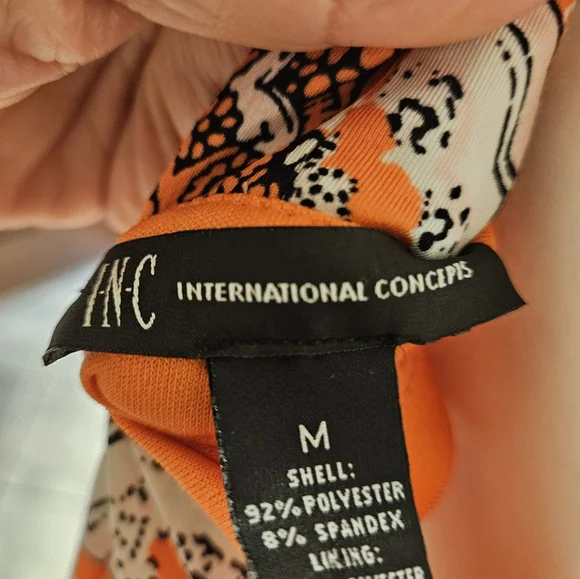 I·N·C INTERNATIONAL CONCEPTS
M
SHELL:
92% POLYESTER
8% SPANDEX
LINING: